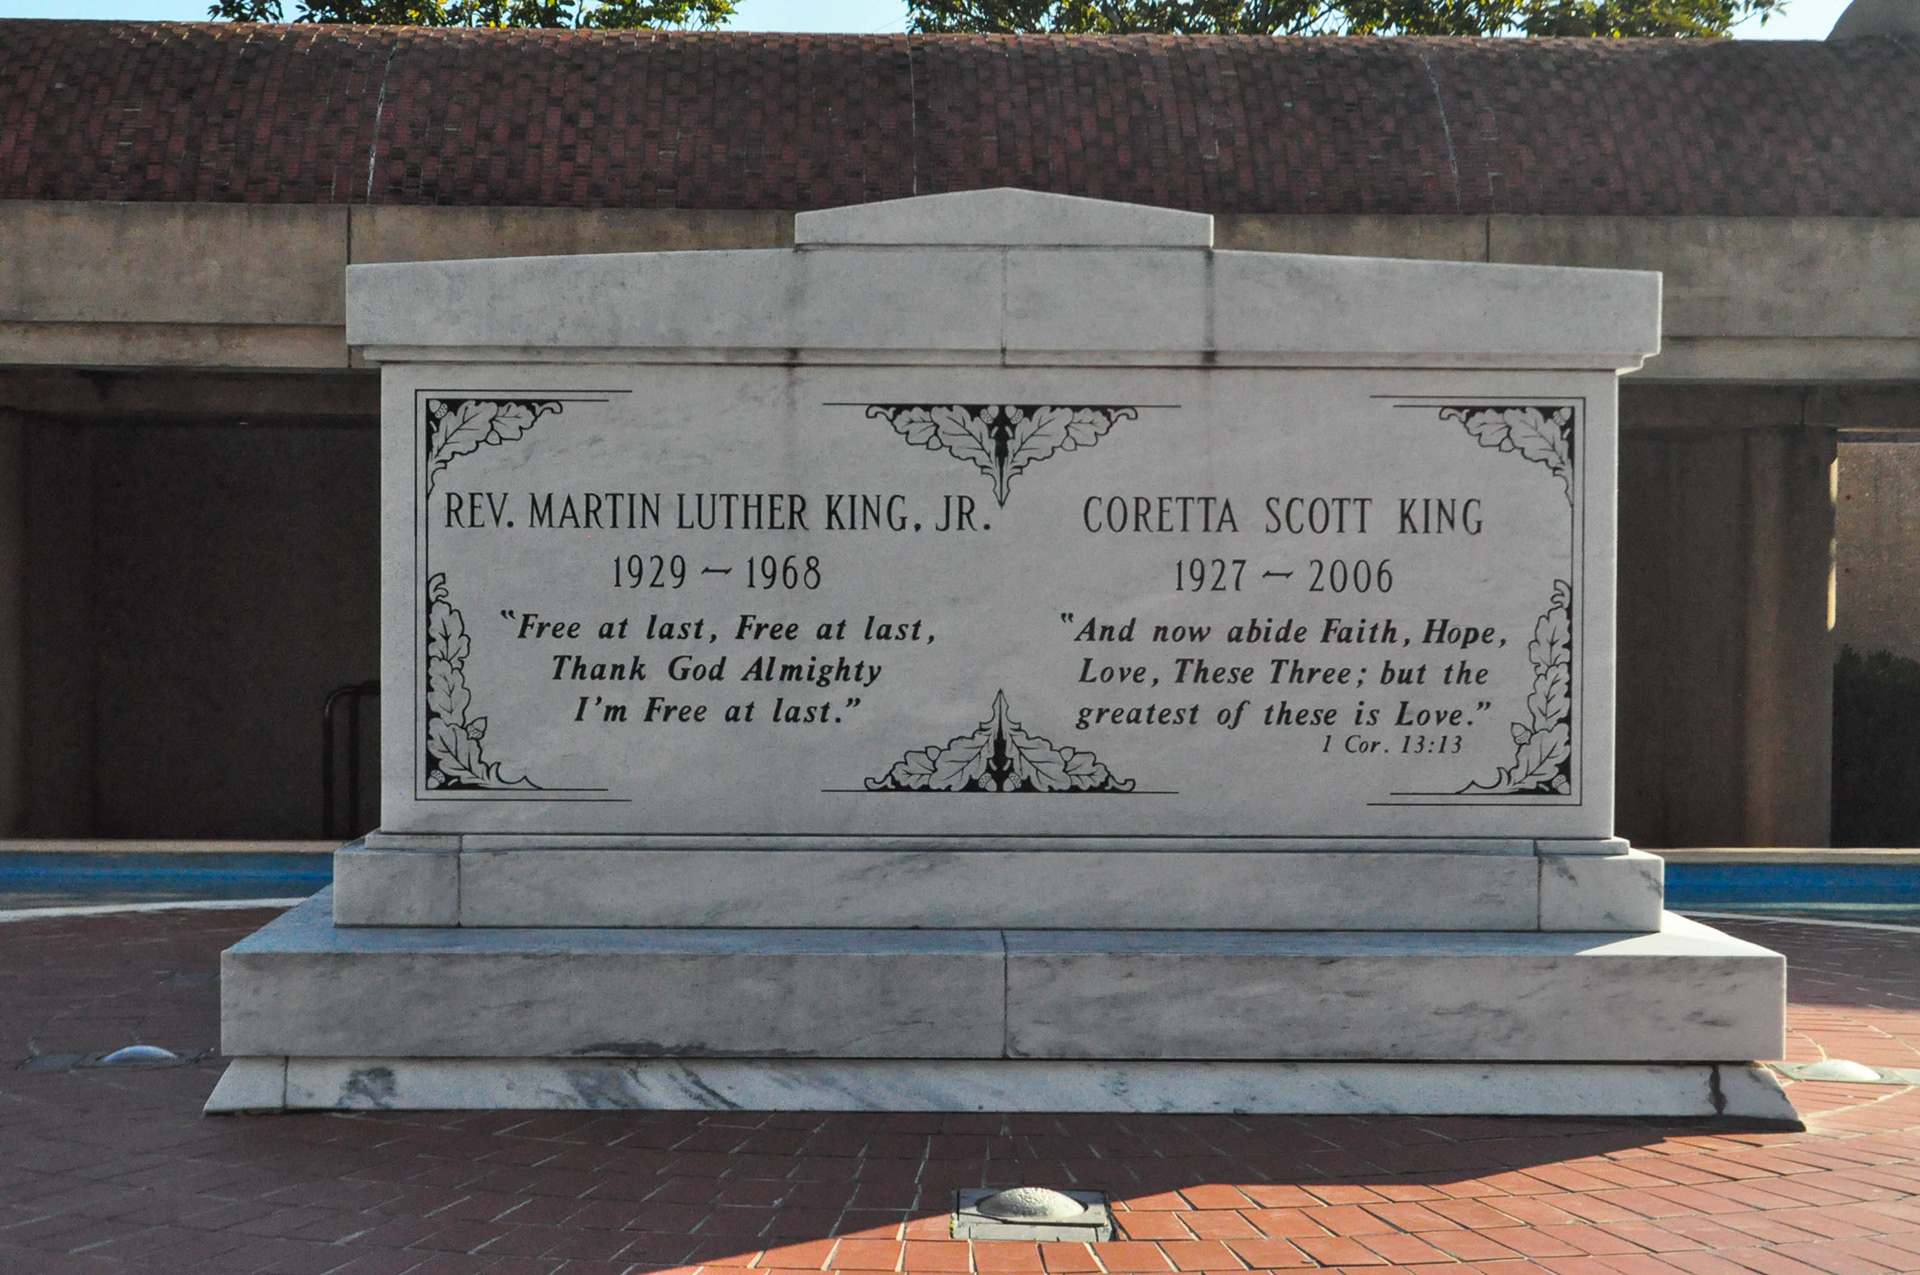 REV. MARTIN LUTHER KING, JR.
1929 ~ 1968
"Free at last, Free at last,
Thank God Almighty
I'm Free at last."
CORETTA SCOTT KING
1927 ~ 2006
"And now abide Faith, Hope,
Love, These Three; but the
greatest of these is Love."
1 Cor. 13:13